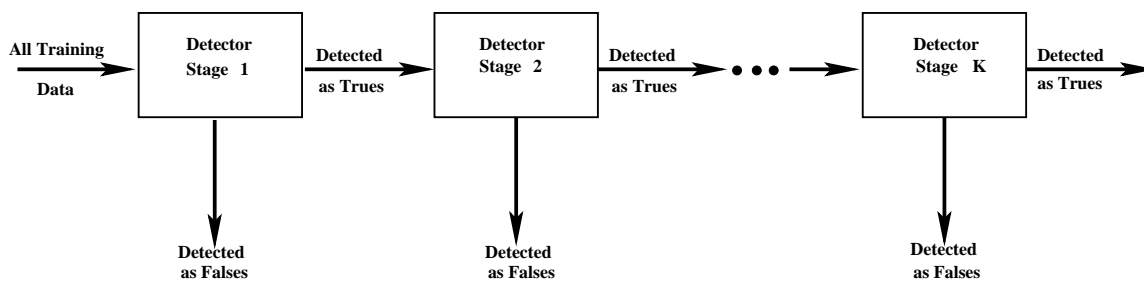 All Training
Data
Detector
Stage 1
Detected
as Trues
Detected
as Falses
Detector
Stage 2
Detected
as Trues
Detected
as Falses
Detector
Stage K
Detected
as Trues
Detected
as Falses